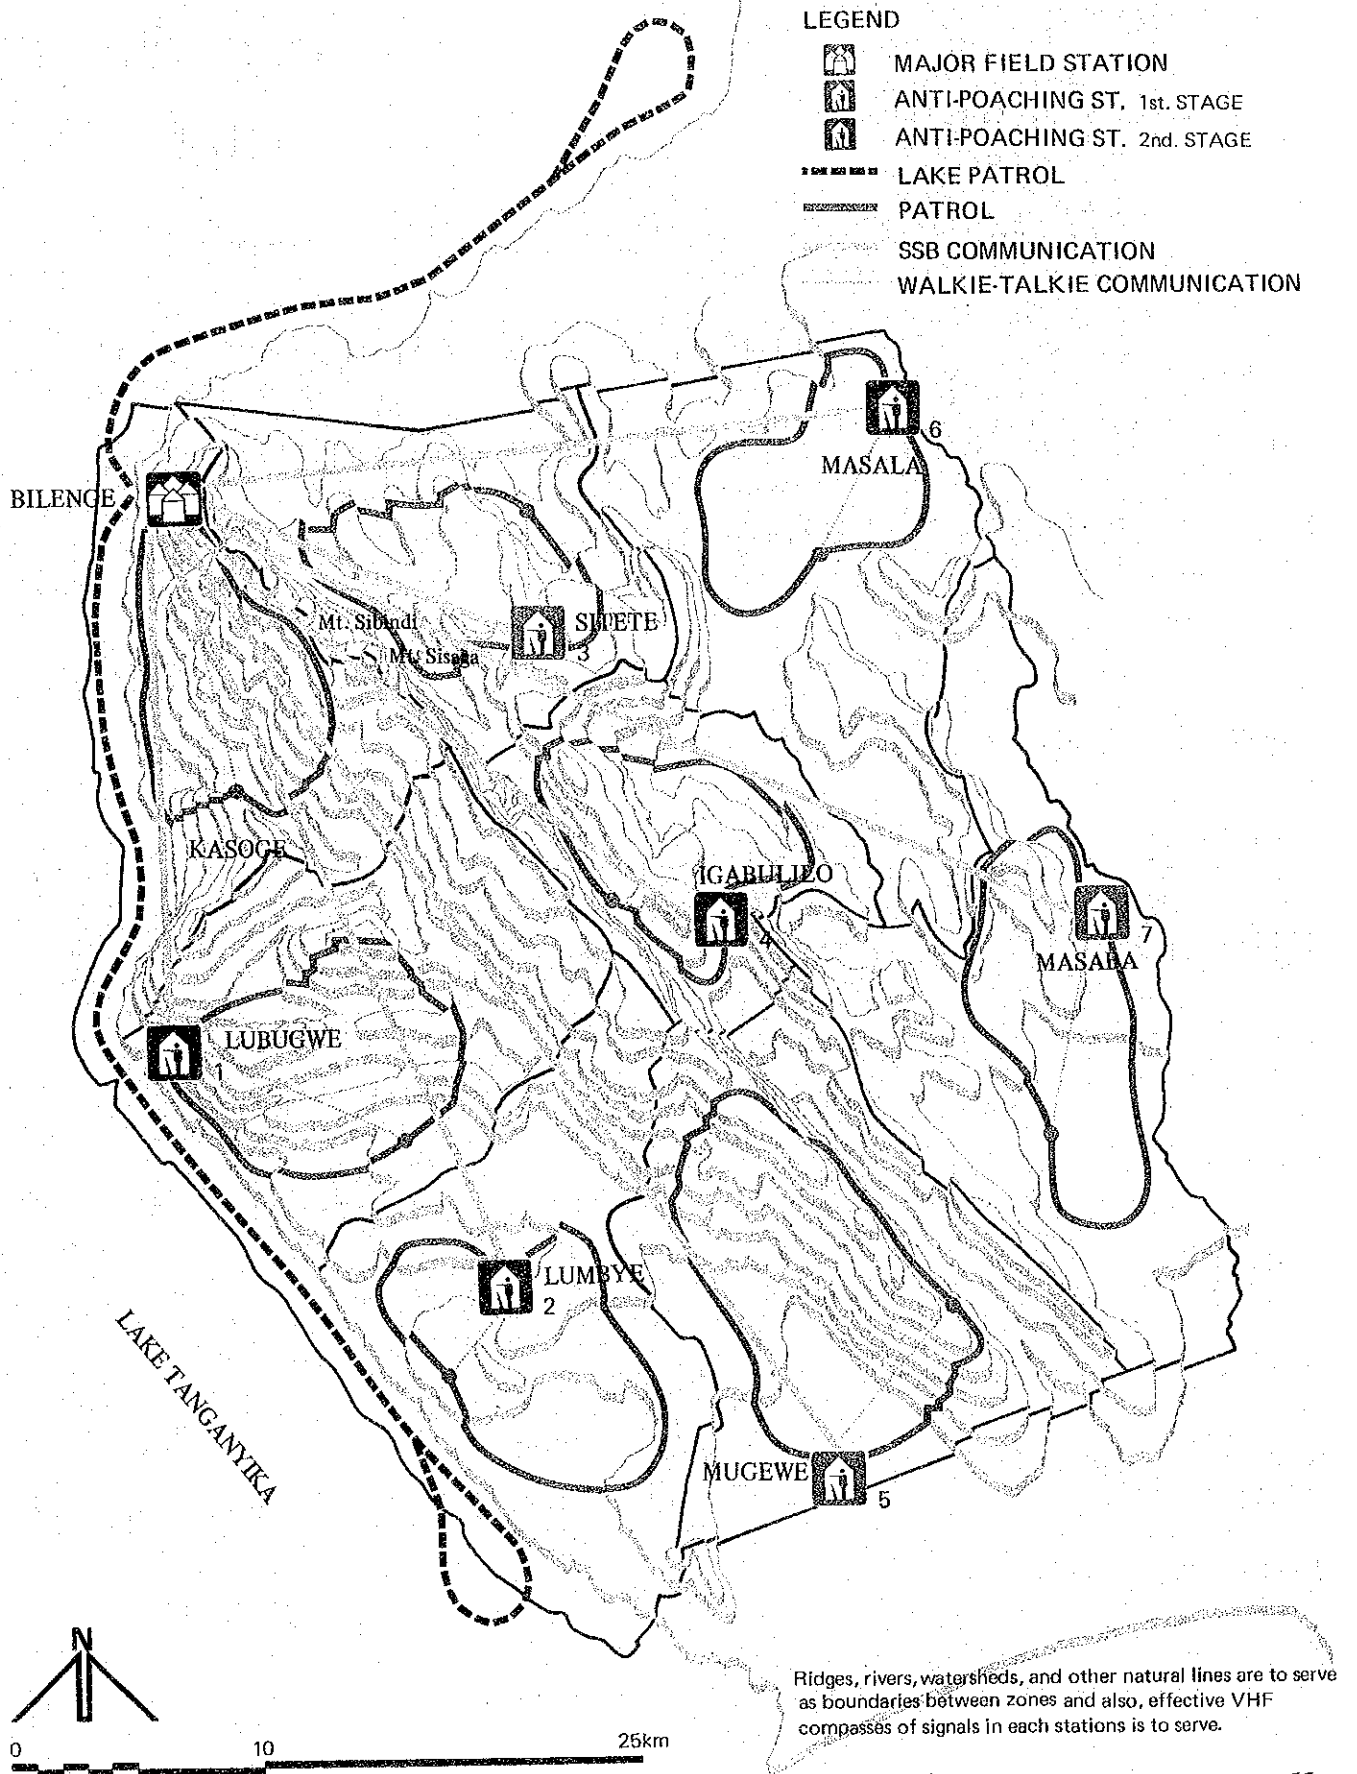 LEGEND
MAJOR FIELD STATION
ANTI-POACHING ST. 1st. STAGE
ANTI-POACHING ST. 2nd. STAGE
LAKE PATROL
PATROL
SSB COMMUNICATION
WALKIE-TALKIE COMMUNICATION
6
MASALA
BILENGE
Mt. Sibindi
SITETE
3
Mt. Sisaga
KASOGE
IGABULILO
4
7
MASABA
LUBUGWE
1
LUMBYE
2
LAKE TANGANYIKA
MUGEWE
5
N
Ridges, rivers, watersheds, and other natural lines are to serve
as boundaries between zones and also, effective VHF
compasses of signals in each stations is to serve.
0 10 25km